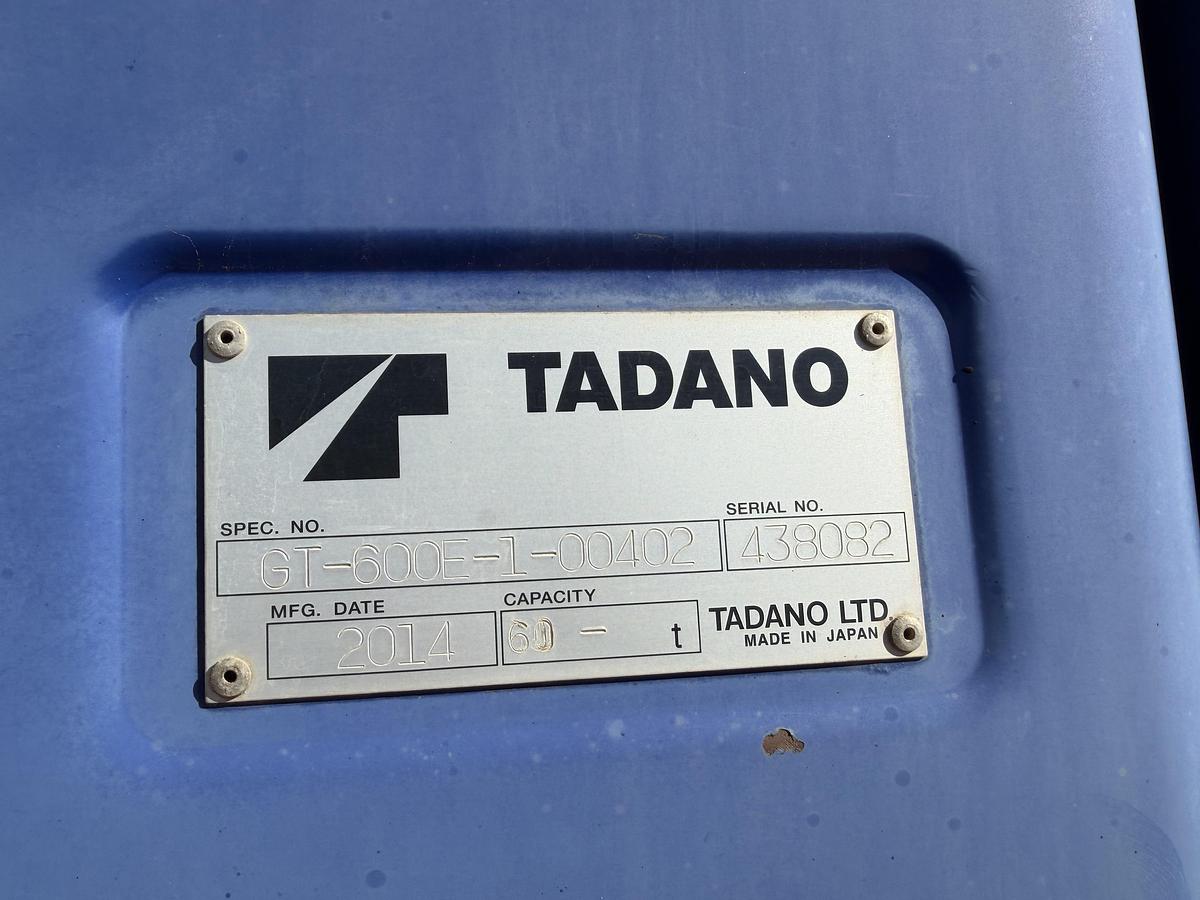 TADANO
SPEC. NO.
GT-600E-1-00402
SERIAL NO.
438082
MFG. DATE
2014
CAPACITY
60 - t
TADANO LTD.
MADE IN JAPAN